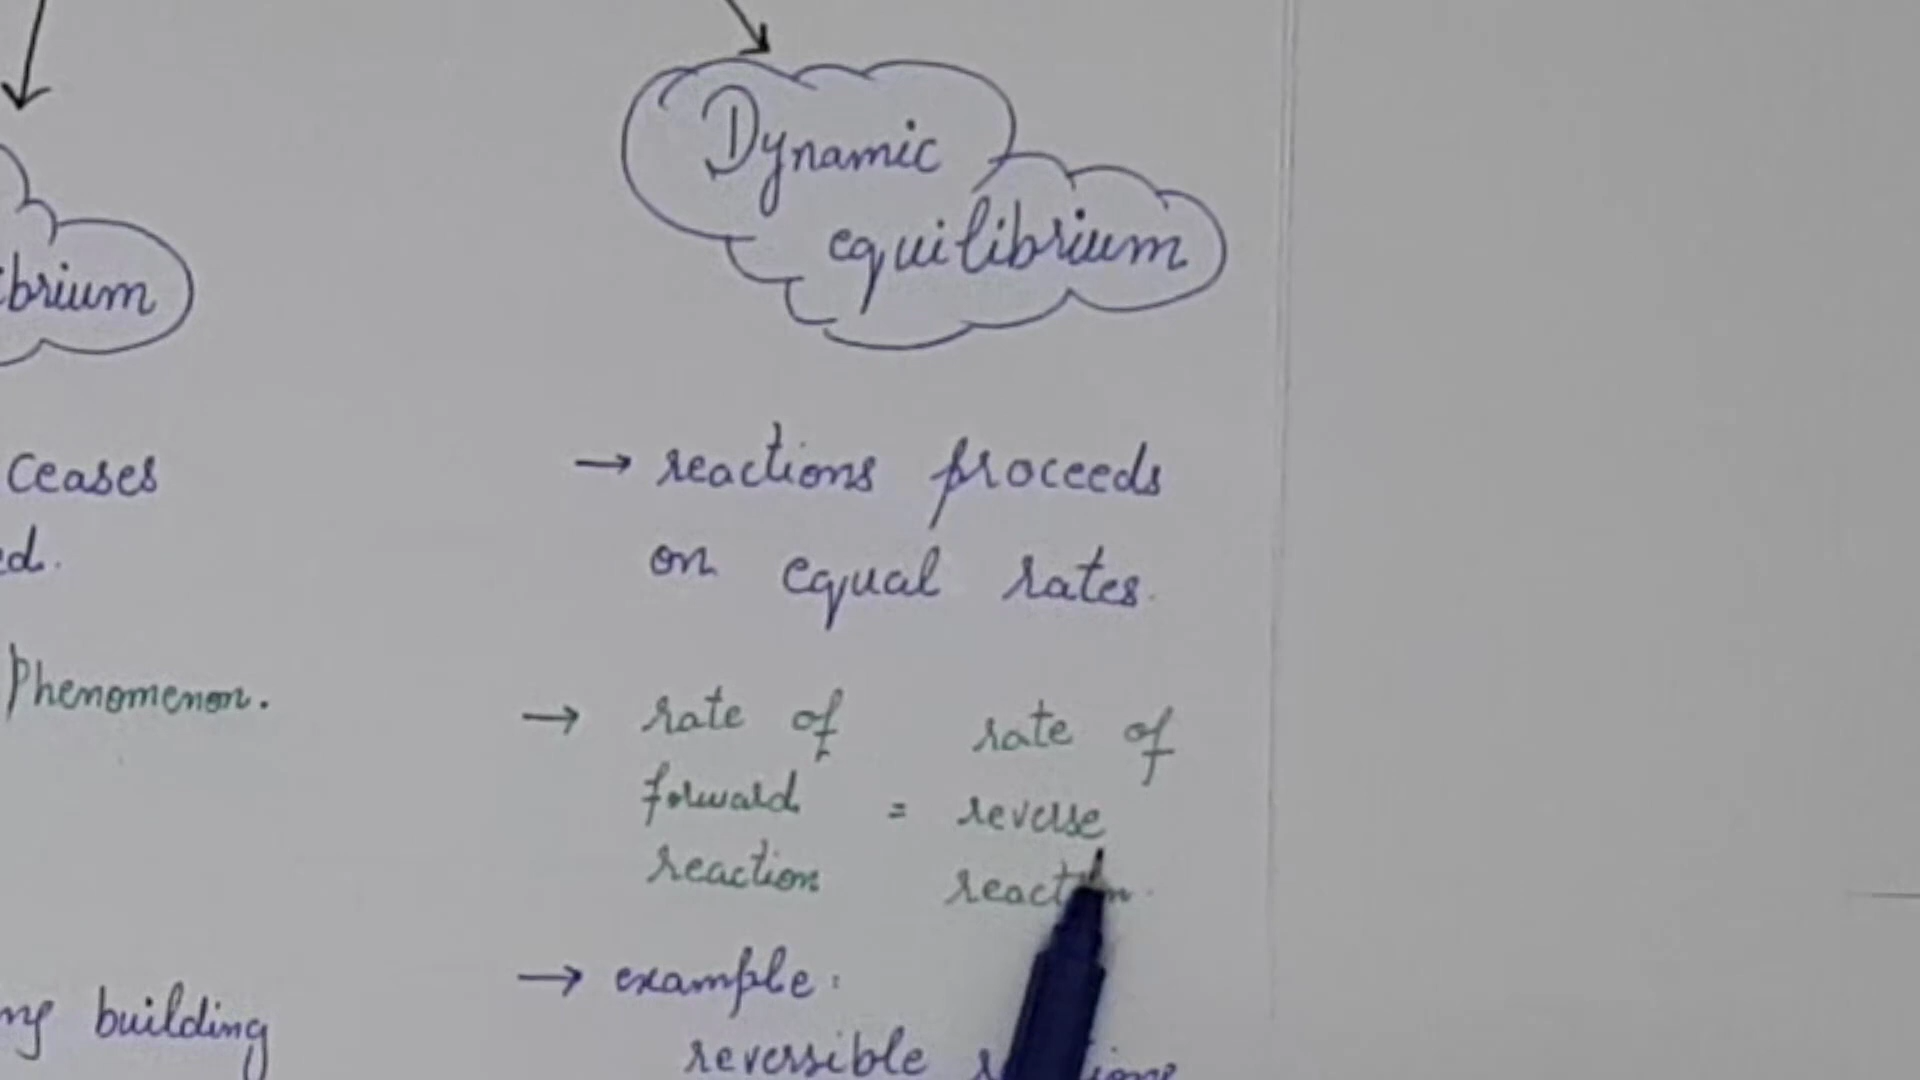 Dynamic
equilibrium
brium
ceases
ed.
Phenomenon.
building
→ reactions proceeds
on equal rates.
→ rate of rate of
forward = reverse
reaction reaction.
→ example:
reversible